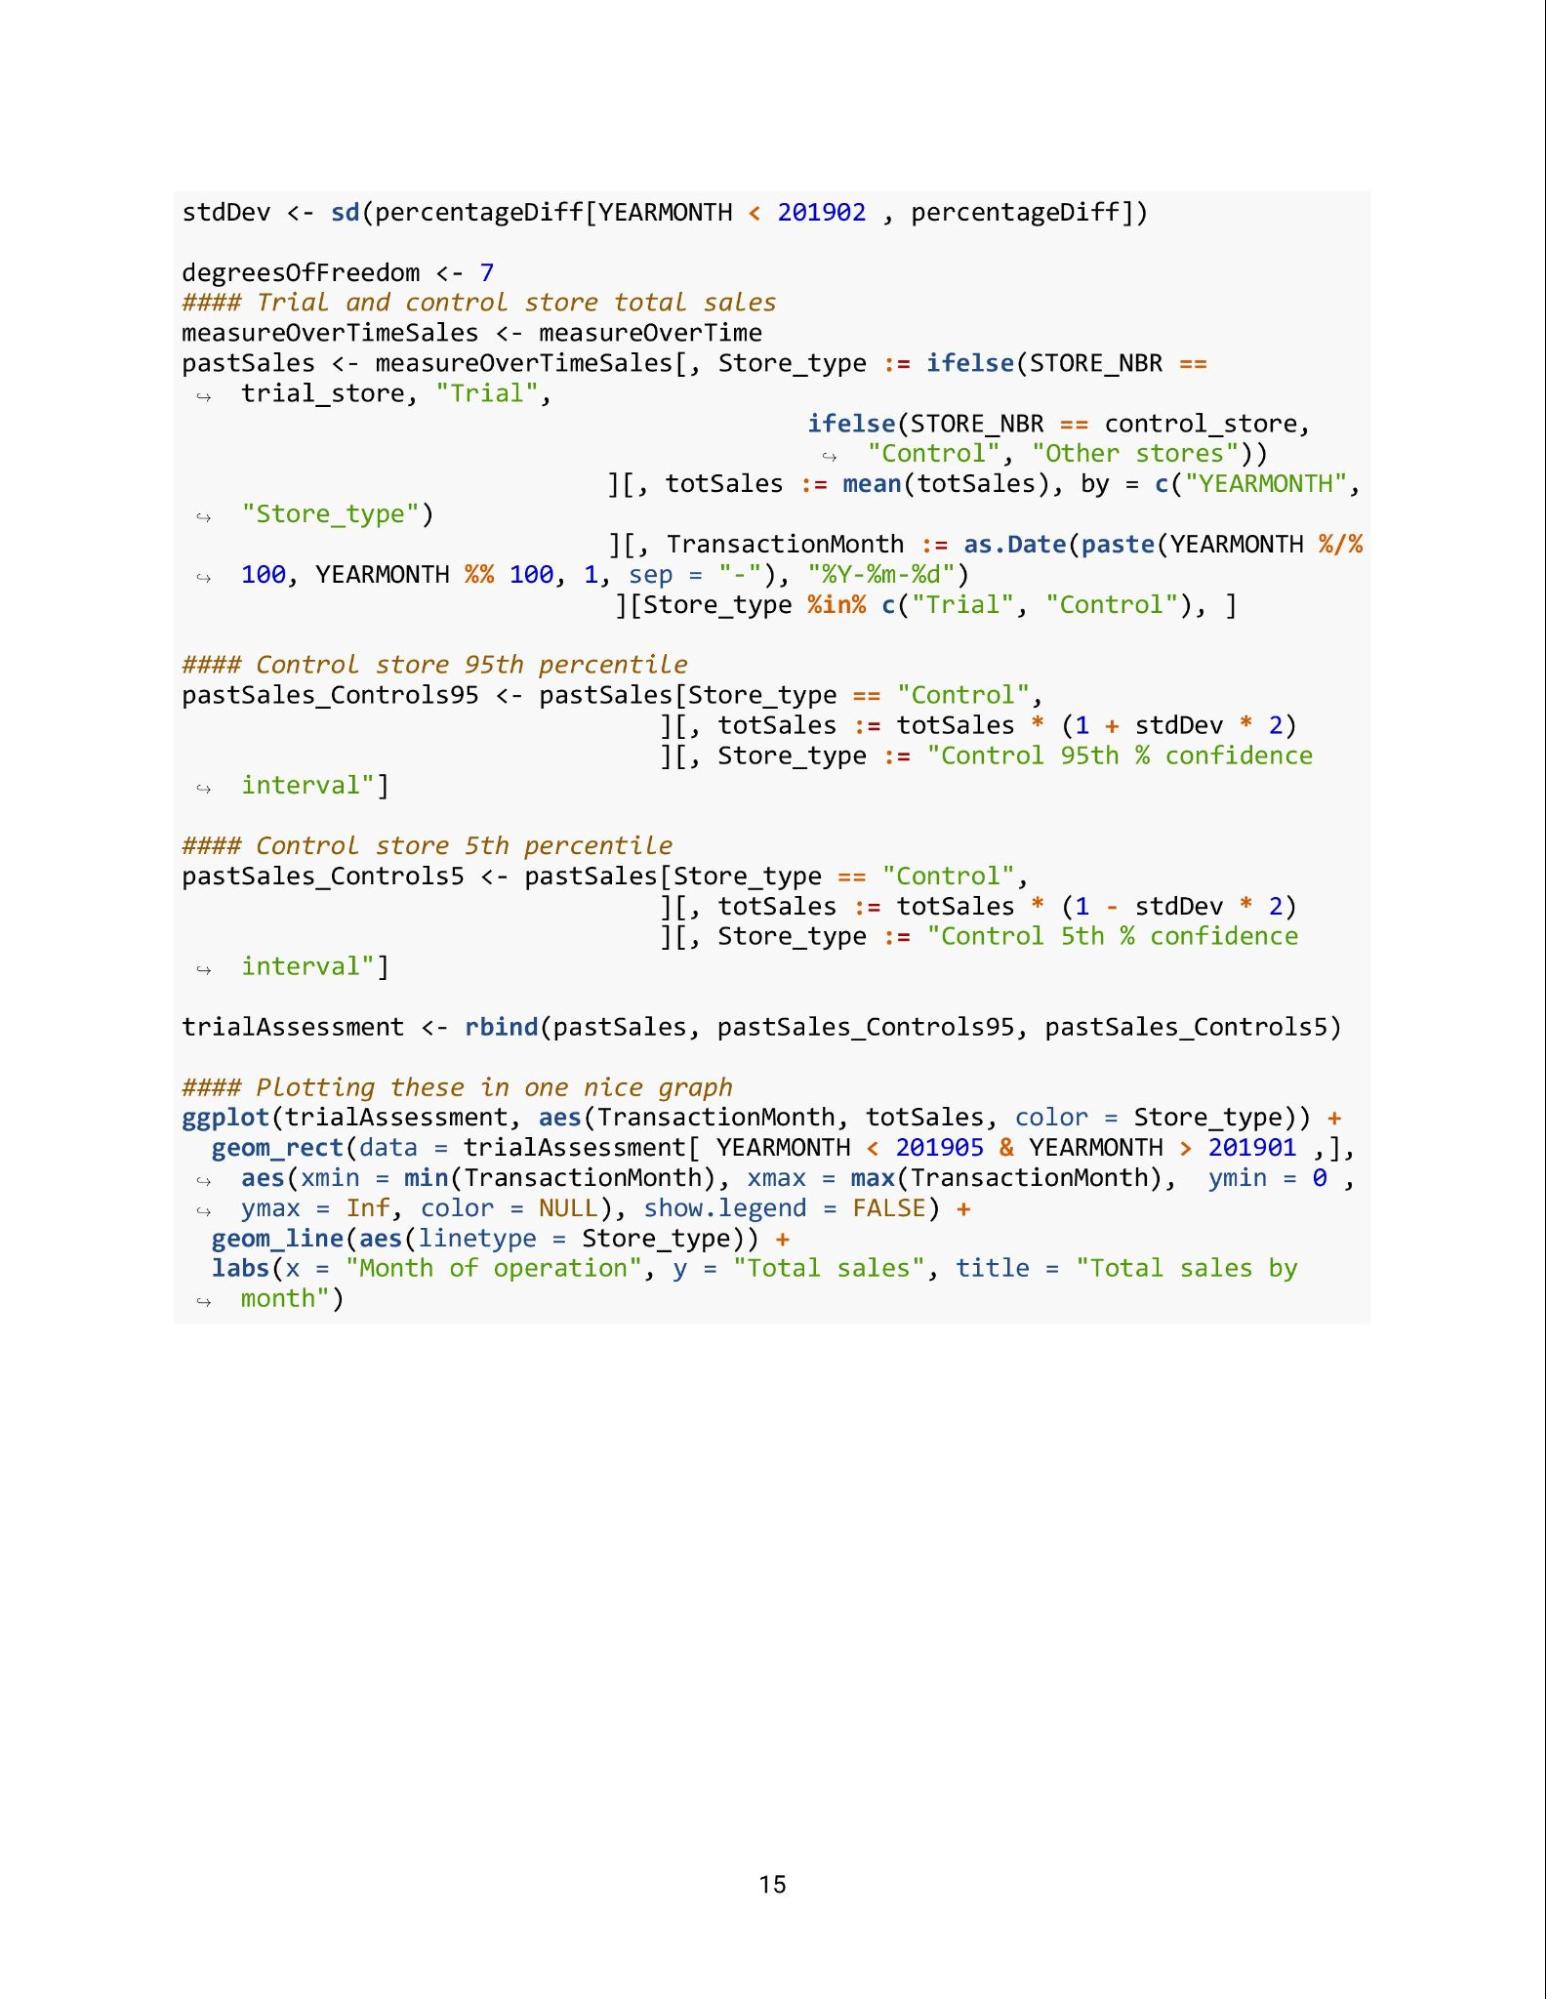 stdDev <- sd(percentageDiff[YEARMONTH < 201902 , percentageDiff])
degreesOfFreedom <- 7
#### Trial and control store total sales
measureOverTimeSales <- measureOverTime
pastSales <- measureOverTimeSales[, Store_type := ifelse(STORE_NBR ==
↪ trial_store, "Trial",
ifelse(STORE_NBR == control_store,
↪ "Control", "Other stores"))
][, totSales := mean(totSales), by = c("YEARMONTH",
↪ "Store_type")
][, TransactionMonth := as.Date(paste(YEARMONTH %/%
↪ 100, YEARMONTH %% 100, 1, sep = "-"), "%Y-%m-%d")
][Store_type %in% c("Trial", "Control"), ]
#### Control store 95th percentile
pastSales_Controls95 <- pastSales[Store_type == "Control",
][, totSales := totSales * (1 + stdDev * 2)
][, Store_type := "Control 95th % confidence
↪ interval"]
#### Control store 5th percentile
pastSales_Controls5 <- pastSales[Store_type == "Control",
][, totSales := totSales * (1 - stdDev * 2)
][, Store_type := "Control 5th % confidence
↪ interval"]
trialAssessment <- rbind(pastSales, pastSales_Controls95, pastSales_Controls5)
#### Plotting these in one nice graph
ggplot(trialAssessment, aes(TransactionMonth, totSales, color = Store_type)) +
geom_rect(data = trialAssessment[ YEARMONTH < 201905 & YEARMONTH > 201901 ,],
↪ aes(xmin = min(TransactionMonth), xmax = max(TransactionMonth), ymin = 0 ,
↪ ymax = Inf, color = NULL), show.legend = FALSE) +
geom_line(aes(linetype = Store_type)) +
labs(x = "Month of operation", y = "Total sales", title = "Total sales by
↪ month")
15